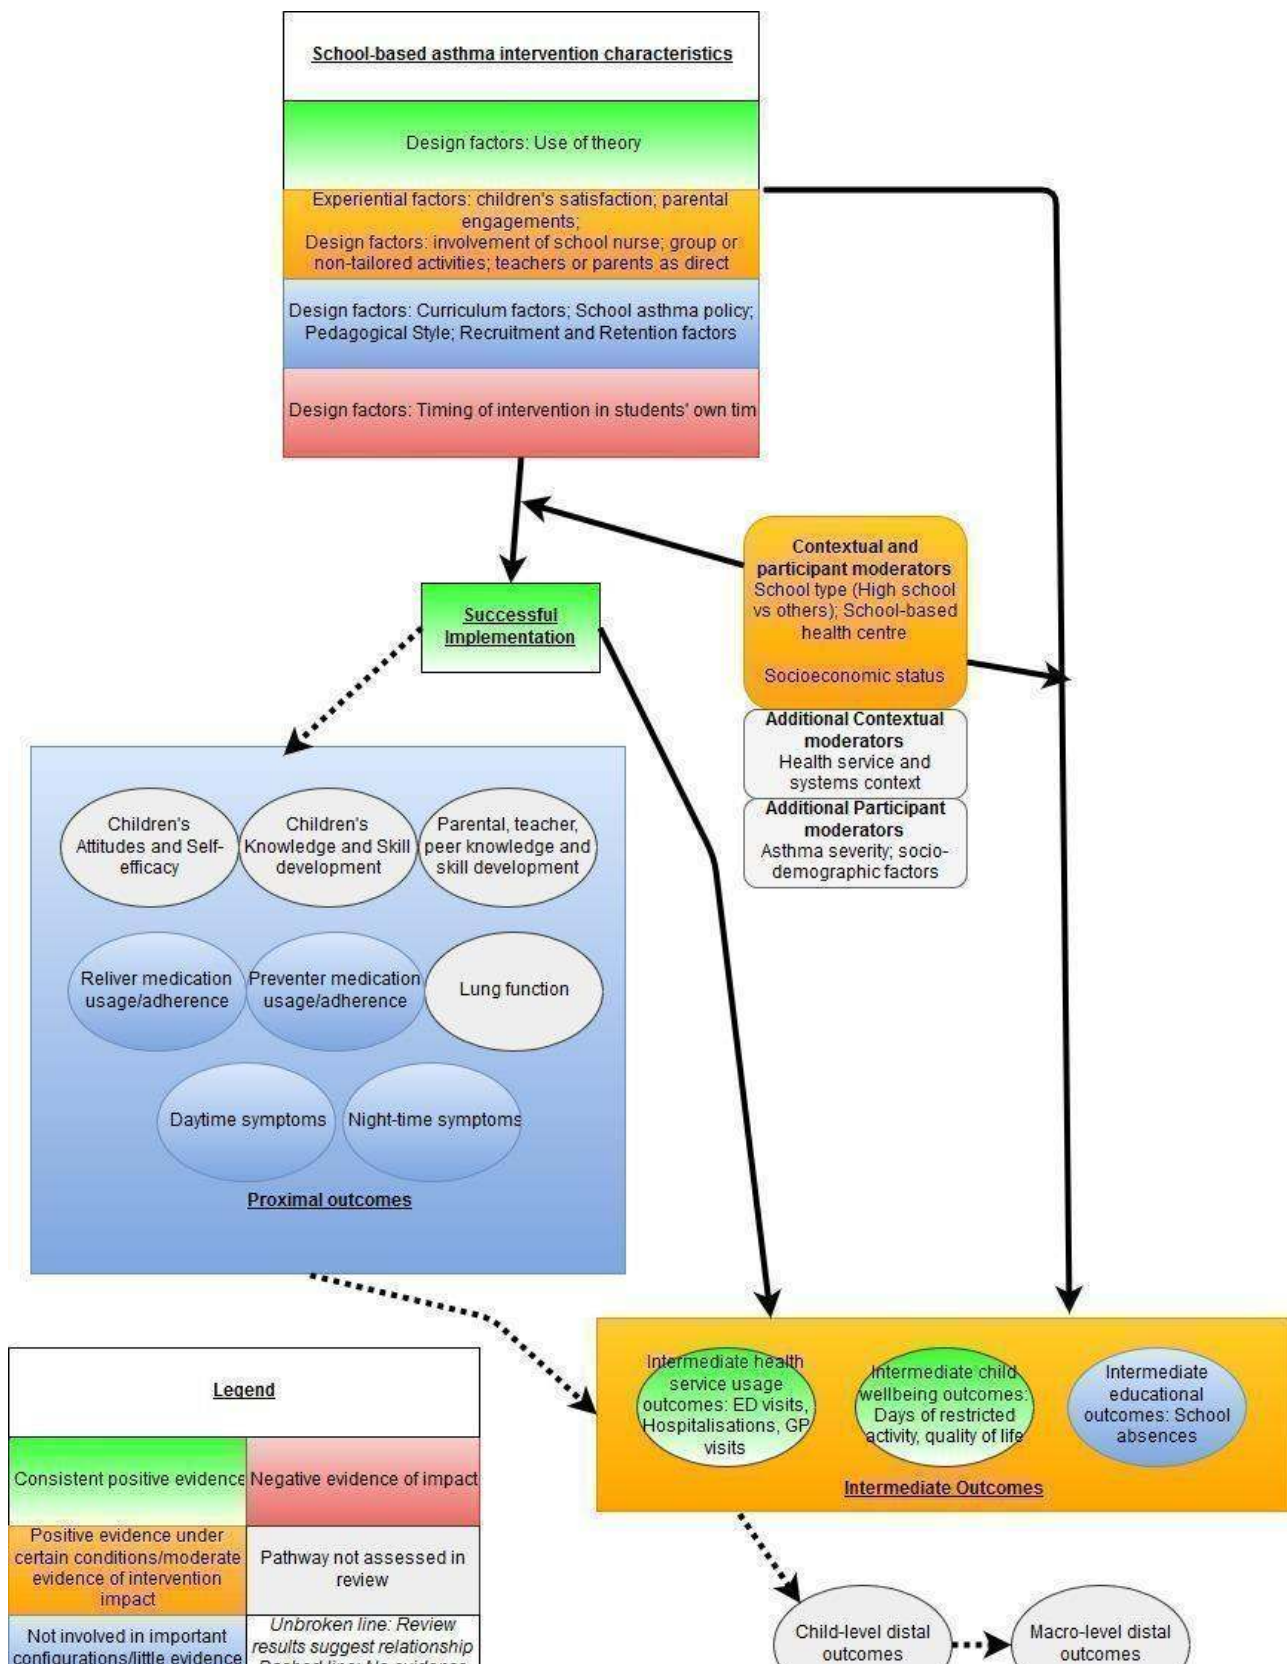 School-based asthma intervention characteristics
Design factors: Use of theory
Experiential factors: children's satisfaction; parental
engagements;
Design factors: involvement of school nurse; group or
non-tailored activities; teachers or parents as direct
Design factors: Curriculum factors; School asthma policy;
Pedagogical Style; Recruitment and Retention factors
Design factors: Timing of intervention in students' own tim
Contextual and
participant moderators
School type (High school
vs others); School-based
health centre
Socioeconomic status
Additional Contextual
moderators
Health service and
systems context
Additional Participant
moderators
Asthma severity; socio-
demographic factors
Successful
Implementation
Children's
Attitudes and Self-
efficacy
Children's
Knowledge and Skill
development
Parental, teacher,
peer knowledge and
skill development
Reliver medication
usage/adherence
Preventer medication
usage/adherence
Lung function
Daytime symptoms
Night-time symptoms
Proximal outcomes
Intermediate health
service usage
outcomes: ED visits,
Hospitalisations, GP
visits
Intermediate child
wellbeing outcomes:
Days of restricted
activity, quality of life
Intermediate
educational
outcomes: School
absences
Intermediate Outcomes
Child-level distal
outcomes
Macro-level distal
outcomes
Legend
Consistent positive evidence
Negative evidence of impact
Positive evidence under
certain conditions/moderate
evidence of intervention
impact
Pathway not assessed in
review
Not involved in important
configurations/little evidence
Unbroken line: Review
results suggest relationship
Dashed line: No evidence